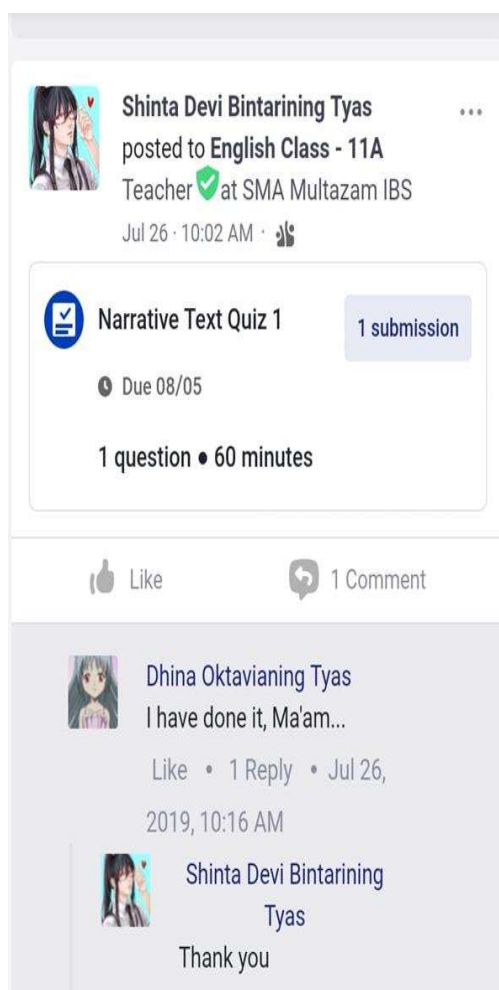 Shinta Devi Bintarining Tyas
posted to English Class - 11A
Teacher at SMA Multazam IBS
Jul 26 · 10:02 AM ·
Narrative Text Quiz 1
1 submission
Due 08/05
1 question • 60 minutes
Like 1 Comment
Dhina Oktavianing Tyas
I have done it, Ma'am...
Like • 1 Reply • Jul 26,
2019, 10:16 AM
Shinta Devi Bintarining
Tyas
Thank you